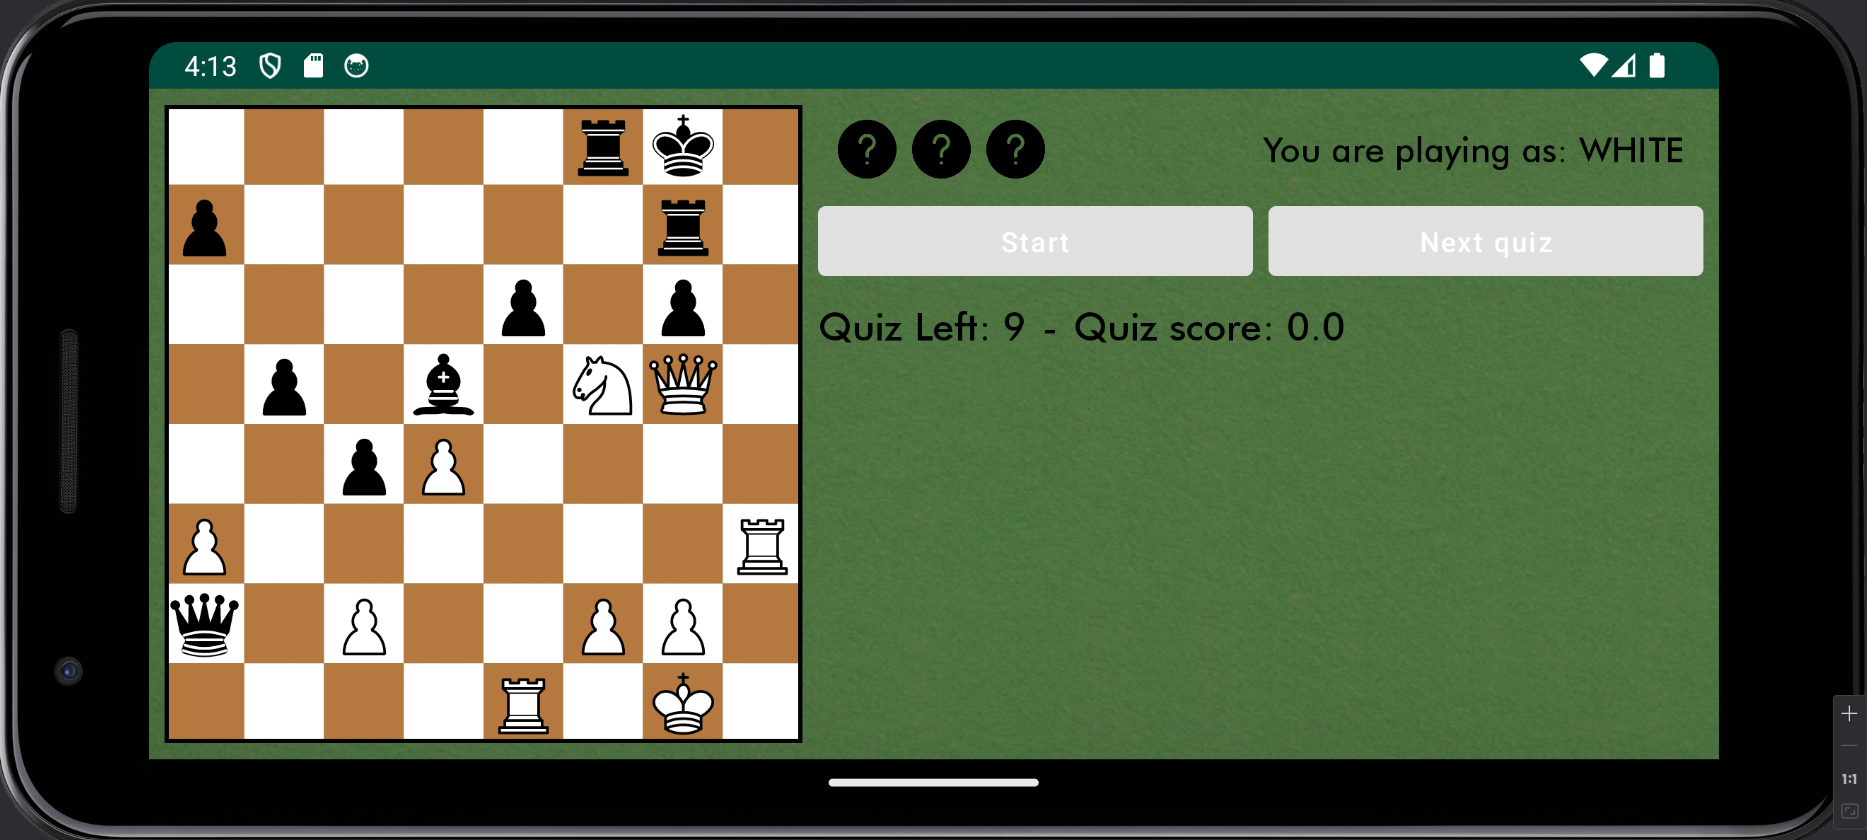 4:13
? ? ?
You are playing as: WHITE
Start
Next quiz
Quiz Left: 9 - Quiz score: 0.0
1:1